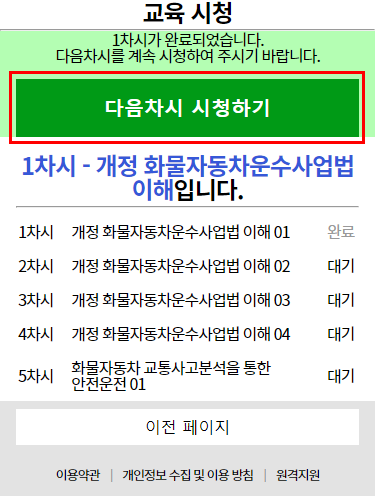 교육 시청
1차시가 완료되었습니다.
다음차시를 계속 시청하여 주시기 바랍니다.
다음차시 시청하기
1차시 - 개정 화물자동차운수사업법
이해입니다.
1차시 개정 화물자동차운수사업법 이해 01 완료
2차시 개정 화물자동차운수사업법 이해 02 대기
3차시 개정 화물자동차운수사업법 이해 03 대기
4차시 개정 화물자동차운수사업법 이해 04 대기
5차시 화물자동차 교통사고분석을 통한 대기
안전운전 01
이전 페이지
이용약관 | 개인정보 수집 및 이용 방침 | 원격지원